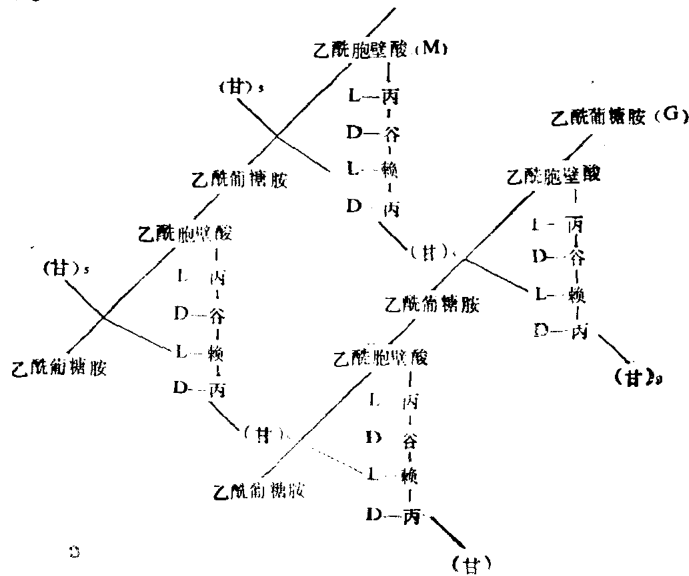 乙酰胞壁酸(M)
(甘)₅
L—丙
D—谷
L—赖
D—丙
乙酰葡糖胺(G)
乙酰葡糖胺
乙酰胞壁酸
L—丙
D—谷
L—赖
D—丙
乙酰胞壁酸
(甘)
(甘)₅
L 丙
D—谷
L—赖
D—丙
乙酰葡糖胺
乙酰葡糖胺
乙酰胞壁酸
(甘)₉
L 丙
D 谷
L 赖
D—丙
(甘)
乙酰葡糖胺
(甘)